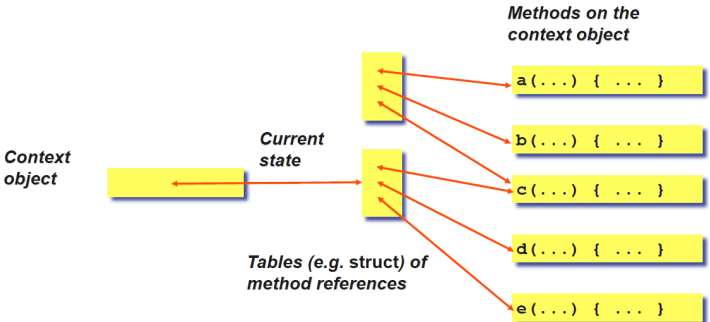 Methods on the
context object
a(...) { ... }
b(...) { ... }
Current
state
Context
object
c(...) { ... }
d(...) { ... }
Tables (e.g. struct) of
method references
e(...) { ... }